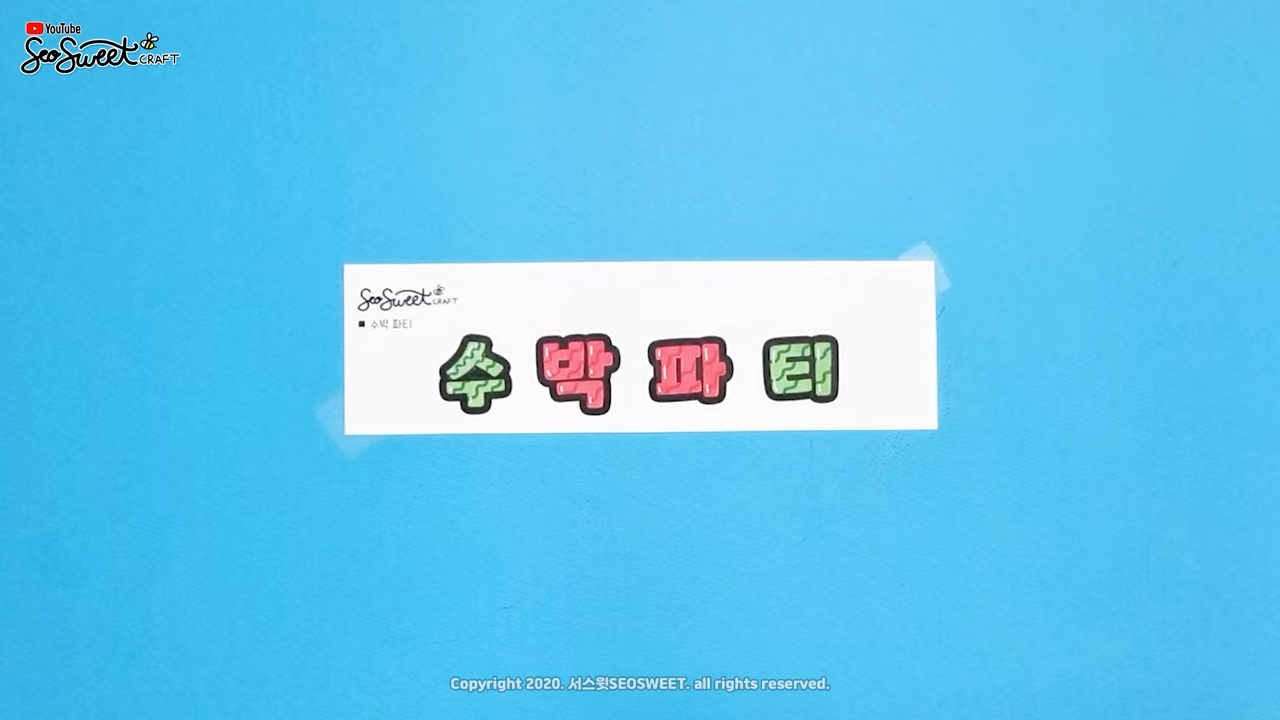 YouTube
SeoSweet CRAFT
SeoSweet CRAFT
■ 수박 파티
수박파티
Copyright 2020. 서스윗SEOSWEET. all rights reserved.